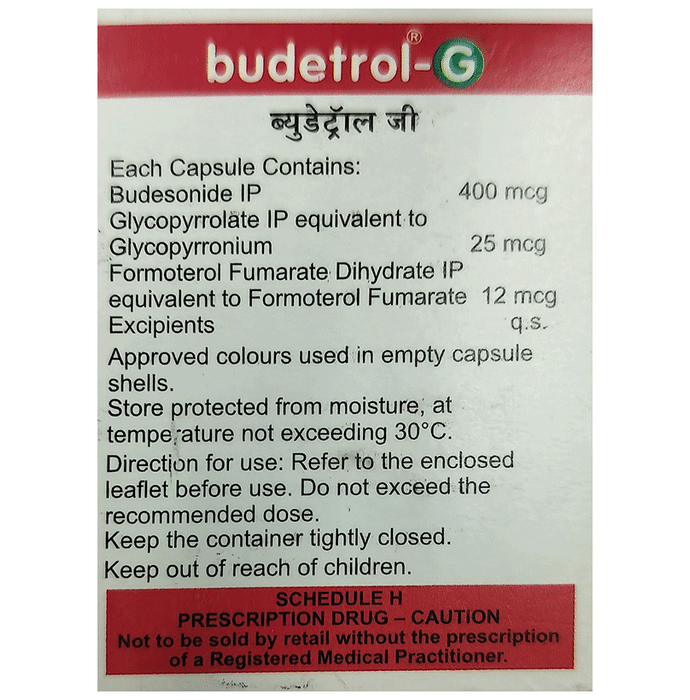 budetrol®-G
ब्युडेट्रॉल जी
Each Capsule Contains:
Budesonide IP 400 mcg
Glycopyrrolate IP equivalent to
Glycopyrronium 25 mcg
Formoterol Fumarate Dihydrate IP
equivalent to Formoterol Fumarate 12 mcg
Excipients q.s.
Approved colours used in empty capsule
shells.
Store protected from moisture, at
temperature not exceeding 30°C.
Direction for use: Refer to the enclosed
leaflet before use. Do not exceed the
recommended dose.
Keep the container tightly closed.
Keep out of reach of children.
SCHEDULE H
PRESCRIPTION DRUG – CAUTION
Not to be sold by retail without the prescription
of a Registered Medical Practitioner.